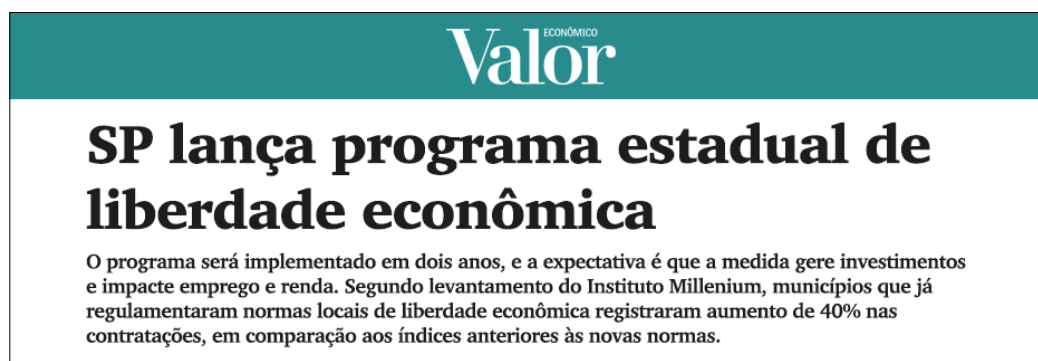 ECONÔMICO
Valor
SP lança programa estadual de
liberdade econômica
O programa será implementado em dois anos, e a expectativa é que a medida gere investimentos
e impacte emprego e renda. Segundo levantamento do Instituto Millenium, municípios que já
regulamentaram normas locais de liberdade econômica registraram aumento de 40% nas
contratações, em comparação aos índices anteriores às novas normas.